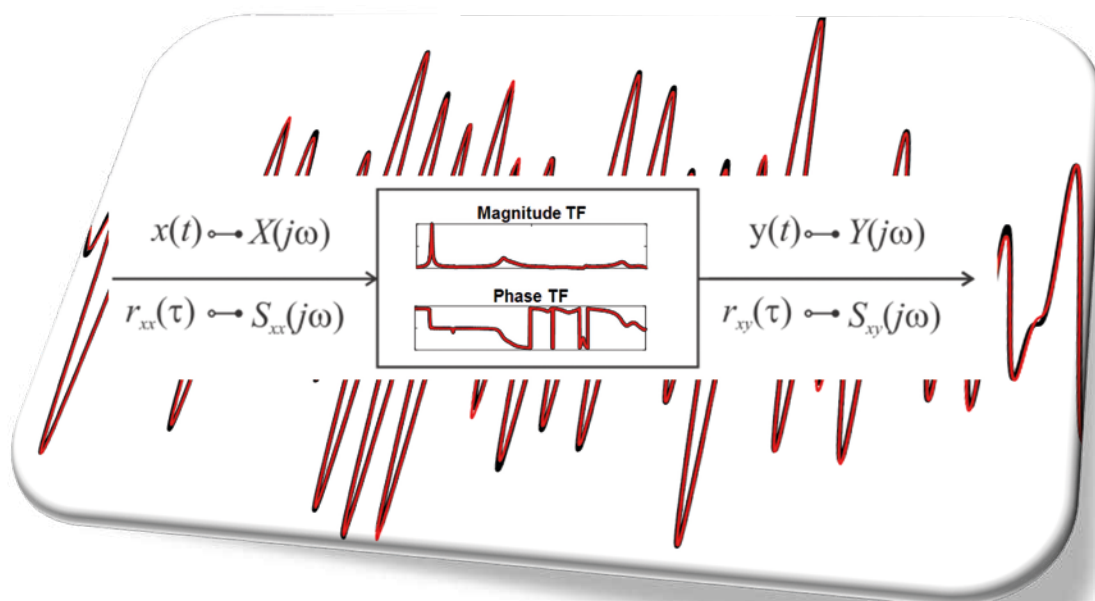 x(t) ○—● X(jω)
r_xx(τ) ○—● S_xx(jω)
Magnitude TF
Phase TF
y(t) ○—● Y(jω)
r_xy(τ) ○—● S_xy(jω)